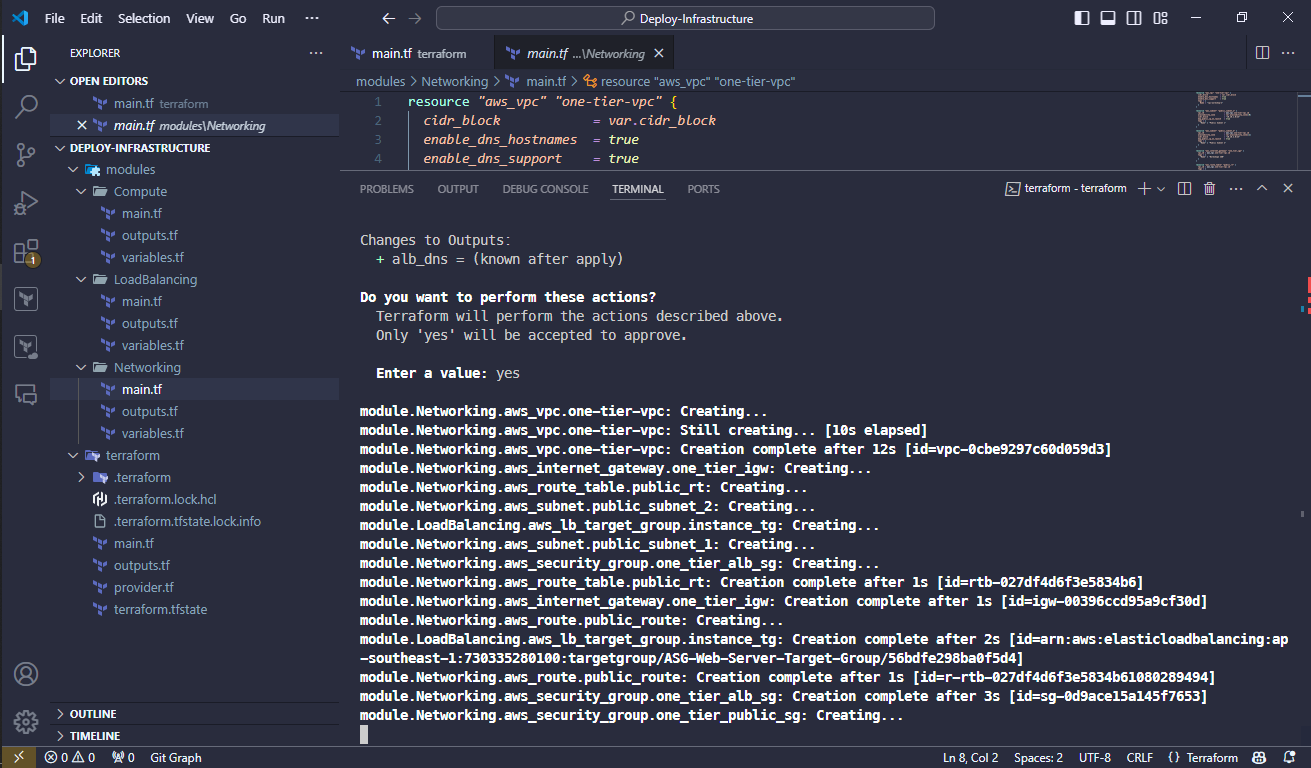 File Edit Selection View Go Run ···
Deploy-Infrastructure
EXPLORER
OPEN EDITORS
main.tf terraform
main.tf modules\Networking
DEPLOY-INFRASTRUCTURE
modules
Compute
main.tf
outputs.tf
variables.tf
LoadBalancing
main.tf
outputs.tf
variables.tf
Networking
main.tf
outputs.tf
variables.tf
terraform
.terraform
.terraform.lock.hcl
.terraform.tfstate.lock.info
main.tf
outputs.tf
provider.tf
terraform.tfstate
OUTLINE
TIMELINE
1
main.tf terraform
main.tf ...\Networking
modules > Networking > main.tf > resource "aws_vpc" "one-tier-vpc"
1 resource "aws_vpc" "one-tier-vpc" {
2 cidr_block = var.cidr_block
3 enable_dns_hostnames = true
4 enable_dns_support = true
PROBLEMS OUTPUT DEBUG CONSOLE TERMINAL PORTS
terraform - terraform
Changes to Outputs:
+ alb_dns = (known after apply)
Do you want to perform these actions?
Terraform will perform the actions described above.
Only 'yes' will be accepted to approve.
Enter a value: yes
module.Networking.aws_vpc.one-tier-vpc: Creating...
module.Networking.aws_vpc.one-tier-vpc: Still creating... [10s elapsed]
module.Networking.aws_vpc.one-tier-vpc: Creation complete after 12s [id=vpc-0cbe9297c60d059d3]
module.Networking.aws_internet_gateway.one_tier_igw: Creating...
module.Networking.aws_route_table.public_rt: Creating...
module.Networking.aws_subnet.public_subnet_2: Creating...
module.LoadBalancing.aws_lb_target_group.instance_tg: Creating...
module.Networking.aws_subnet.public_subnet_1: Creating...
module.Networking.aws_security_group.one_tier_alb_sg: Creating...
module.Networking.aws_route_table.public_rt: Creation complete after 1s [id=rtb-027df4d6f3e5834b6]
module.Networking.aws_internet_gateway.one_tier_igw: Creation complete after 1s [id=igw-00396ccd95a9cf30d]
module.Networking.aws_route.public_route: Creating...
module.LoadBalancing.aws_lb_target_group.instance_tg: Creation complete after 2s [id=arn:aws:elasticloadbalancing:ap
-southeast-1:730335280100:targetgroup/ASG-Web-Server-Target-Group/56bdfe298ba0f5d4]
module.Networking.aws_route.public_route: Creation complete after 1s [id=r-rtb-027df4d6f3e5834b61080289494]
module.Networking.aws_security_group.one_tier_alb_sg: Creation complete after 3s [id=sg-0d9ace15a145f7653]
module.Networking.aws_security_group.one_tier_public_sg: Creating...
0 0 0 Git Graph
Ln 8, Col 2 Spaces: 2 UTF-8 CRLF {} Terraform